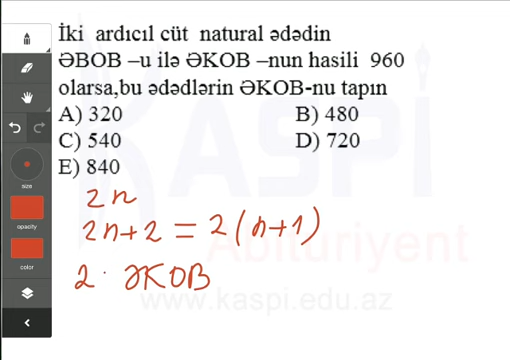 İki ardıcıl cüt natural ədədin
ƏBOB –u ilə ƏKOB –nun hasili 960
olarsa,bu ədədlərin ƏKOB-nu tapın
A) 320 B) 480
C) 540 D) 720
E) 840
2n
2n+2 = 2(n+1)
2 · ƏKOB
size
opacity
color
KASPİ
Abituriyent
www.kaspi.edu.az